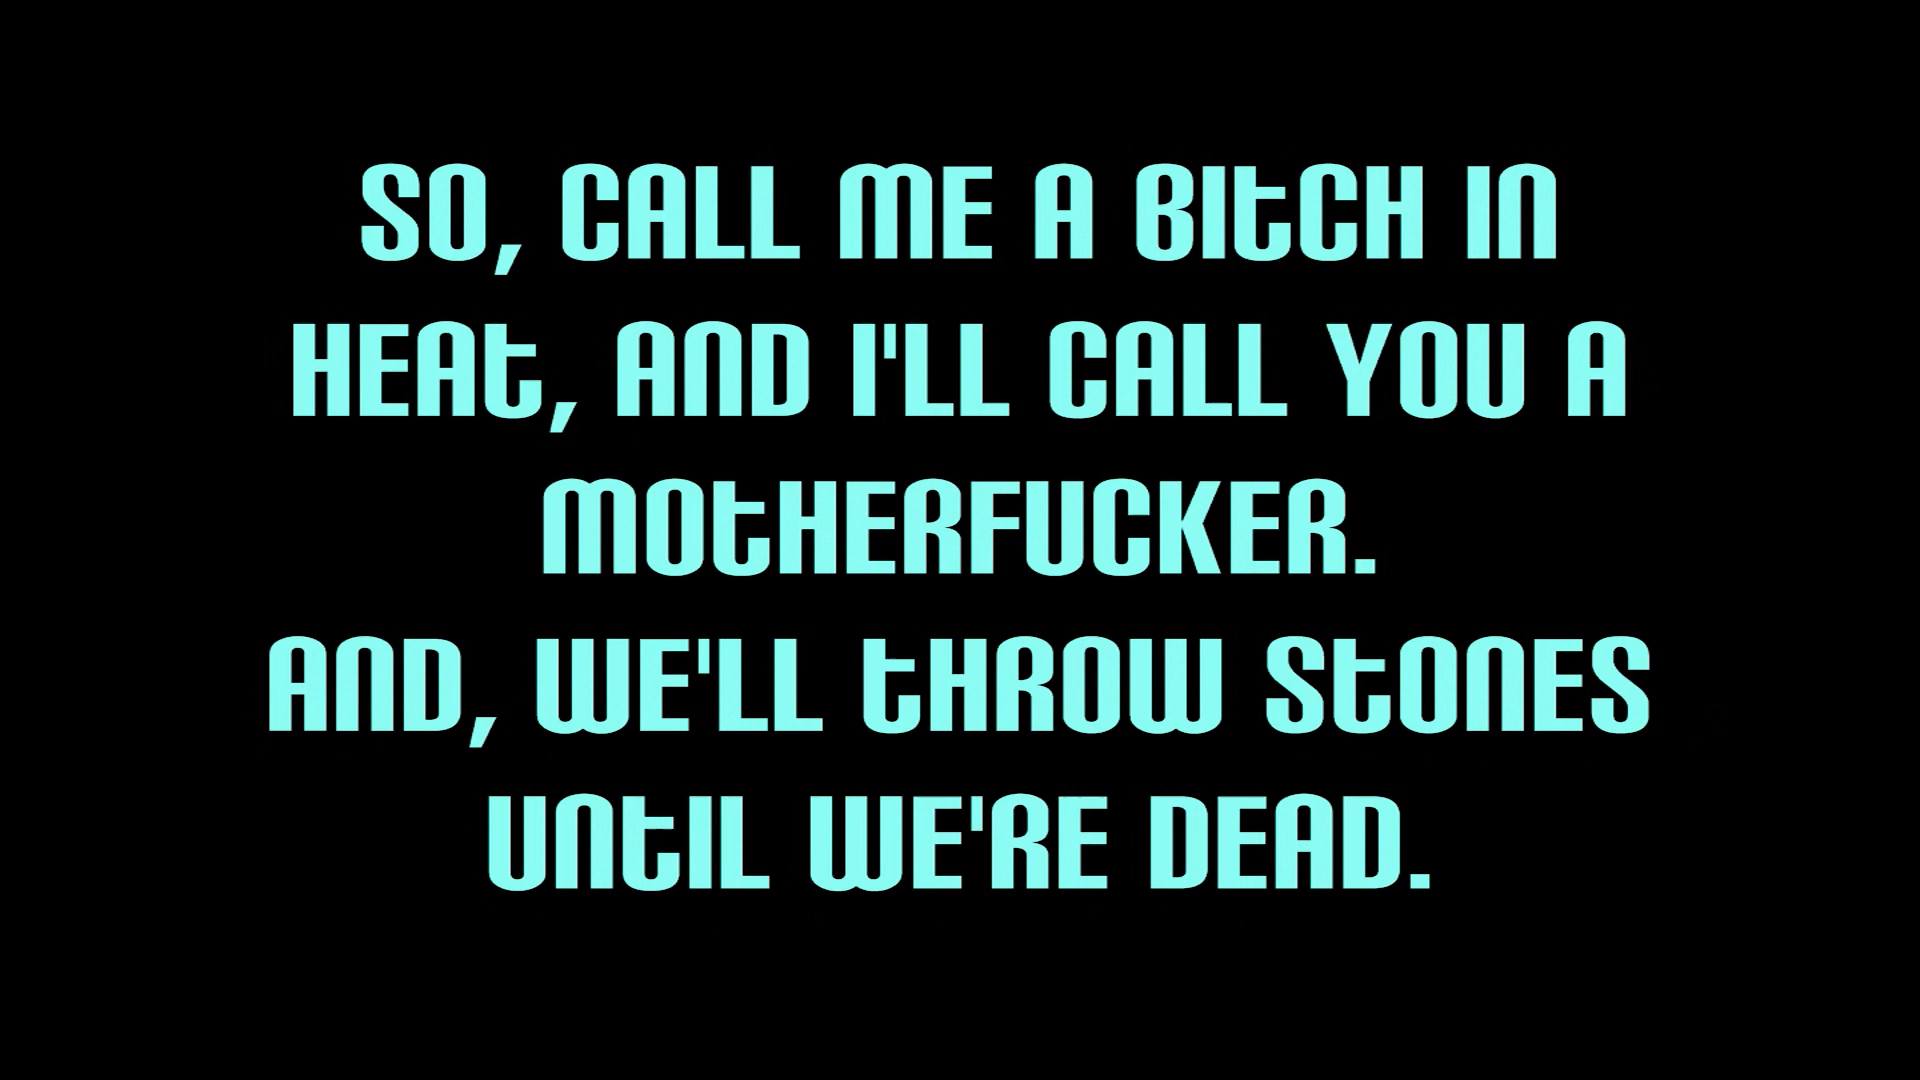 SO, CALL ME A BITCH IN
HEAT, AND I'LL CALL YOU A
MOTHERFUCKER.
AND, WE'LL THROW STONES
UNTIL WE'RE DEAD.